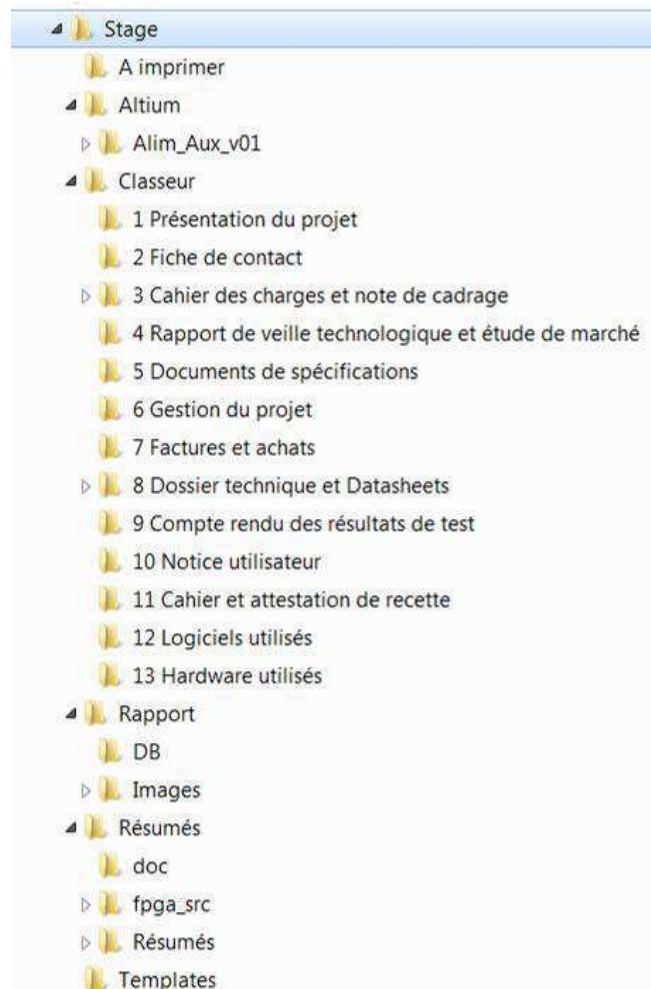 Stage
A imprimer
Altium
Alim_Aux_v01
Classeur
1 Présentation du projet
2 Fiche de contact
3 Cahier des charges et note de cadrage
4 Rapport de veille technologique et étude de marché
5 Documents de spécifications
6 Gestion du projet
7 Factures et achats
8 Dossier technique et Datasheets
9 Compte rendu des résultats de test
10 Notice utilisateur
11 Cahier et attestation de recette
12 Logiciels utilisés
13 Hardware utilisés
Rapport
DB
Images
Résumés
doc
fpga_src
Résumés
Templates